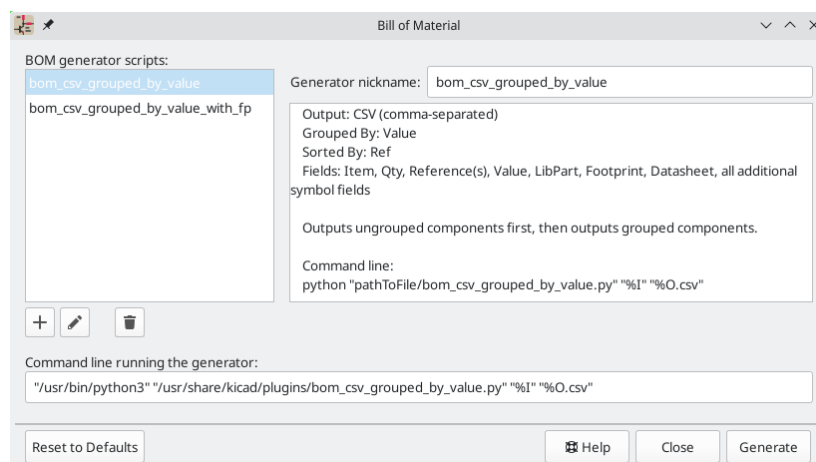 Bill of Material
BOM generator scripts:
bom_csv_grouped_by_value
bom_csv_grouped_by_value_with_fp
Generator nickname: bom_csv_grouped_by_value
Output: CSV (comma-separated)
Grouped By: Value
Sorted By: Ref
Fields: Item, Qty, Reference(s), Value, LibPart, Footprint, Datasheet, all additional
symbol fields
Outputs ungrouped components first, then outputs grouped components.
Command line:
python "pathToFile/bom_csv_grouped_by_value.py" "%I" "%O.csv"
Command line running the generator:
"/usr/bin/python3" "/usr/share/kicad/plugins/bom_csv_grouped_by_value.py" "%I" "%O.csv"
Reset to Defaults Help Close Generate